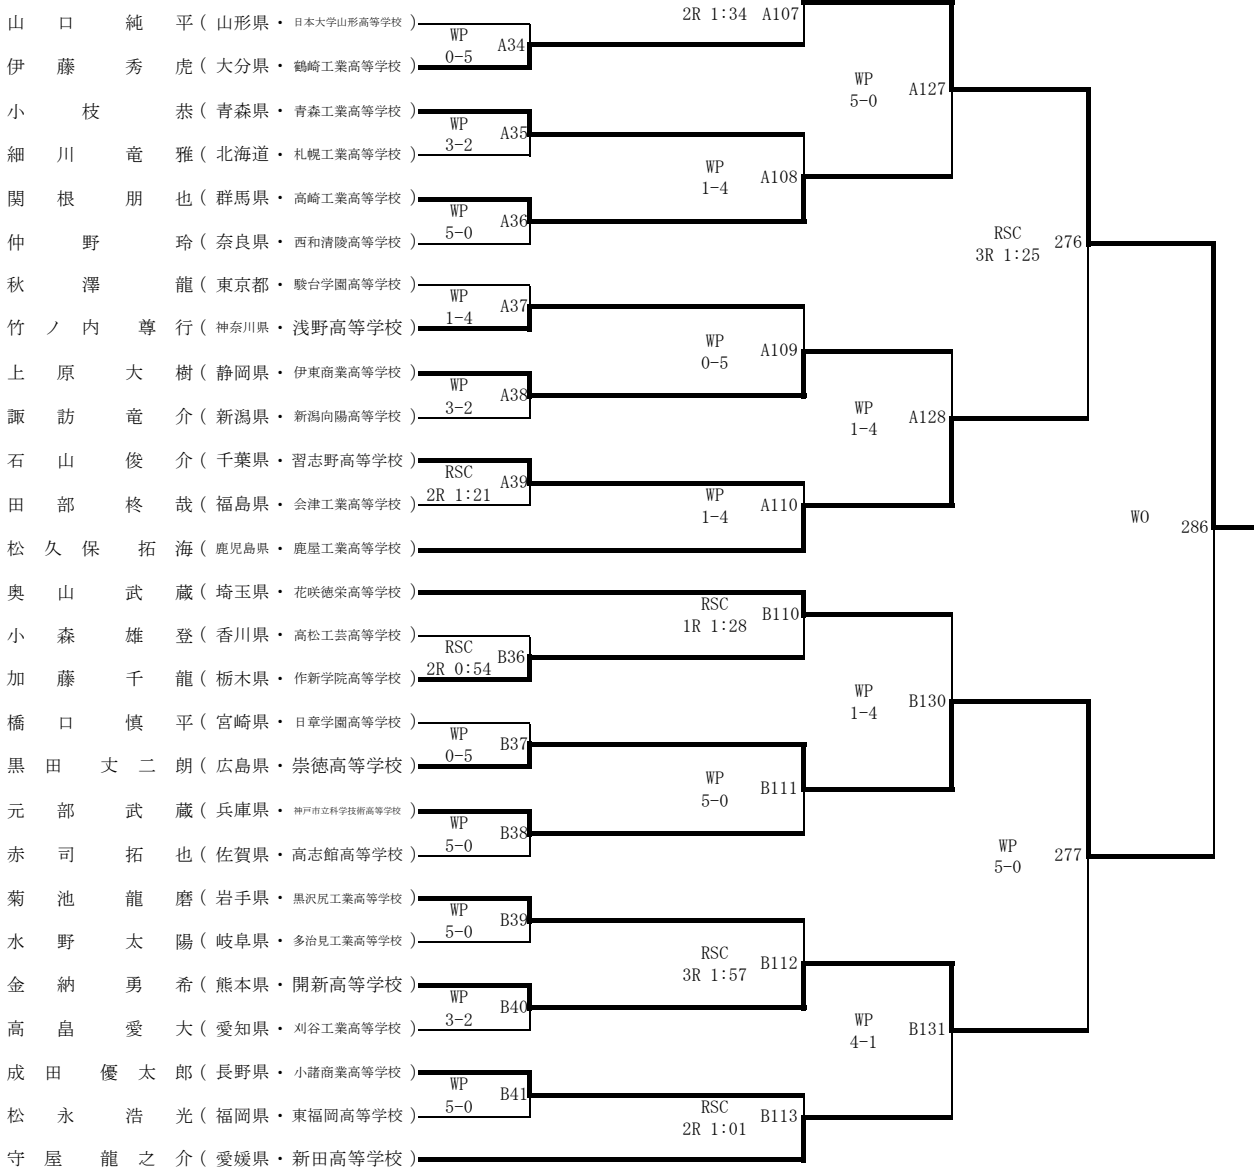 山口純平(山形県・日本大学山形高等学校)
伊藤秀虎(大分県・鶴崎工業高等学校)
小枝恭(青森県・青森工業高等学校)
細川竜雅(北海道・札幌工業高等学校)
関根朋也(群馬県・高崎工業高等学校)
仲野玲(奈良県・西和清陵高等学校)
秋澤龍(東京都・駿台学園高等学校)
竹ノ内尊行(神奈川県・浅野高等学校)
上原大樹(静岡県・伊東商業高等学校)
諏訪竜介(新潟県・新潟向陽高等学校)
石山俊介(千葉県・習志野高等学校)
田部柊哉(福島県・会津工業高等学校)
松久保拓海(鹿児島県・鹿屋工業高等学校)
奥山武蔵(埼玉県・花咲徳栄高等学校)
小森雄登(香川県・高松工芸高等学校)
加藤千龍(栃木県・作新学院高等学校)
橋口慎平(宮崎県・日章学園高等学校)
黒田丈二朗(広島県・崇徳高等学校)
元部武蔵(兵庫県・神戸市立科学技術高等学校)
赤司拓也(佐賀県・高志館高等学校)
菊池龍磨(岩手県・黒沢尻工業高等学校)
水野太陽(岐阜県・多治見工業高等学校)
金納勇希(熊本県・開新高等学校)
高畠愛大(愛知県・刈谷工業高等学校)
成田優太郎(長野県・小諸商業高等学校)
松永浩光(福岡県・東福岡高等学校)
守屋龍之介(愛媛県・新田高等学校)
WP
0-5 A34
WP
3-2 A35
WP
5-0 A36
WP
1-4 A37
WP
3-2 A38
RSC
2R 1:21 A39
RSC
2R 0:54 B36
WP
0-5 B37
WP
5-0 B38
WP
5-0 B39
WP
3-2 B40
WP
5-0 B41
2R 1:34 A107
WP
1-4 A108
WP
0-5 A109
WP
1-4 A110
RSC
1R 1:28 B110
WP
5-0 B111
RSC
3R 1:57 B112
RSC
2R 1:01 B113
WP
5-0 A127
WP
1-4 A128
WP
1-4 B130
WP
4-1 B131
RSC
3R 1:25 276
WP
5-0 277
WO 286